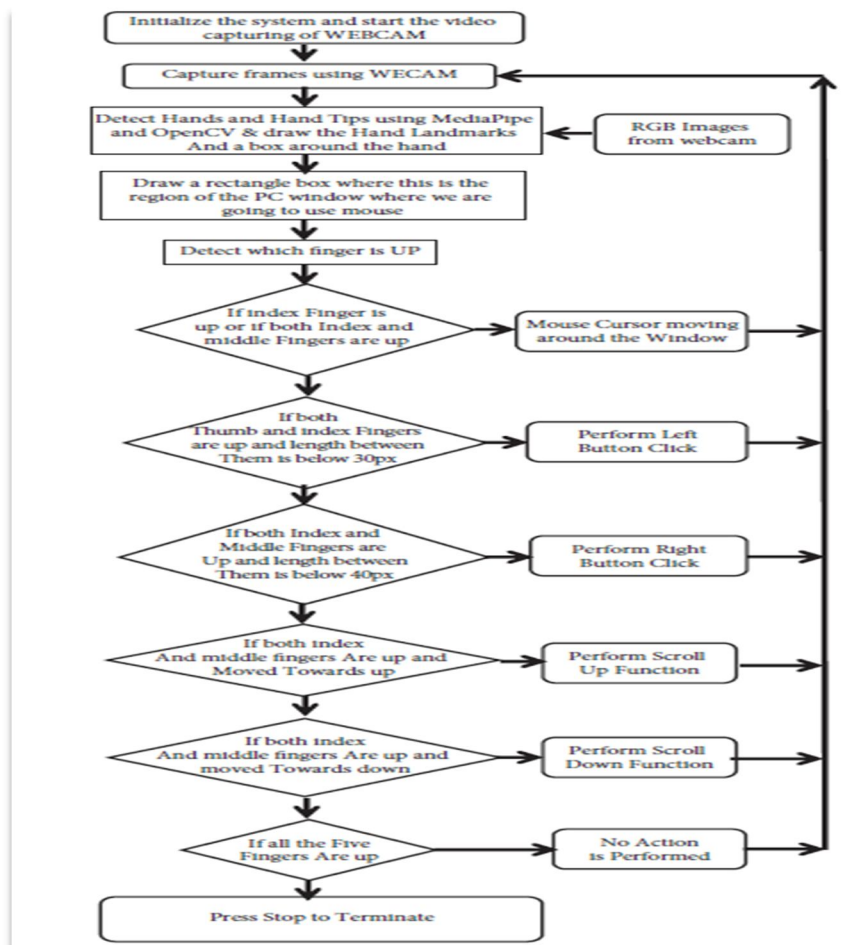 Initialize the system and start the video
capturing of WEBCAM
Capture frames using WECAM
Detect Hands and Hand Tips using MediaPipe
and OpenCV & draw the Hand Landmarks
And a box around the hand
RGB Images
from webcam
Draw a rectangle box where this is the
region of the PC window where we are
going to use mouse
Detect which finger is UP
If index Finger is
up or if both Index and
middle Fingers are up
Mouse Cursor moving
around the Window
If both
Thumb and index Fingers
are up and length between
Them is below 30px
Perform Left
Button Click
If both Index and
Middle Fingers are
Up and length between
Them is below 40px
Perform Right
Button Click
If both index
And middle fingers Are up and
Moved Towards up
Perform Scroll
Up Function
If both index
And middle fingers Are up and
moved Towards down
Perform Scroll
Down Function
If all the Five
Fingers Are up
No Action
is Performed
Press Stop to Terminate